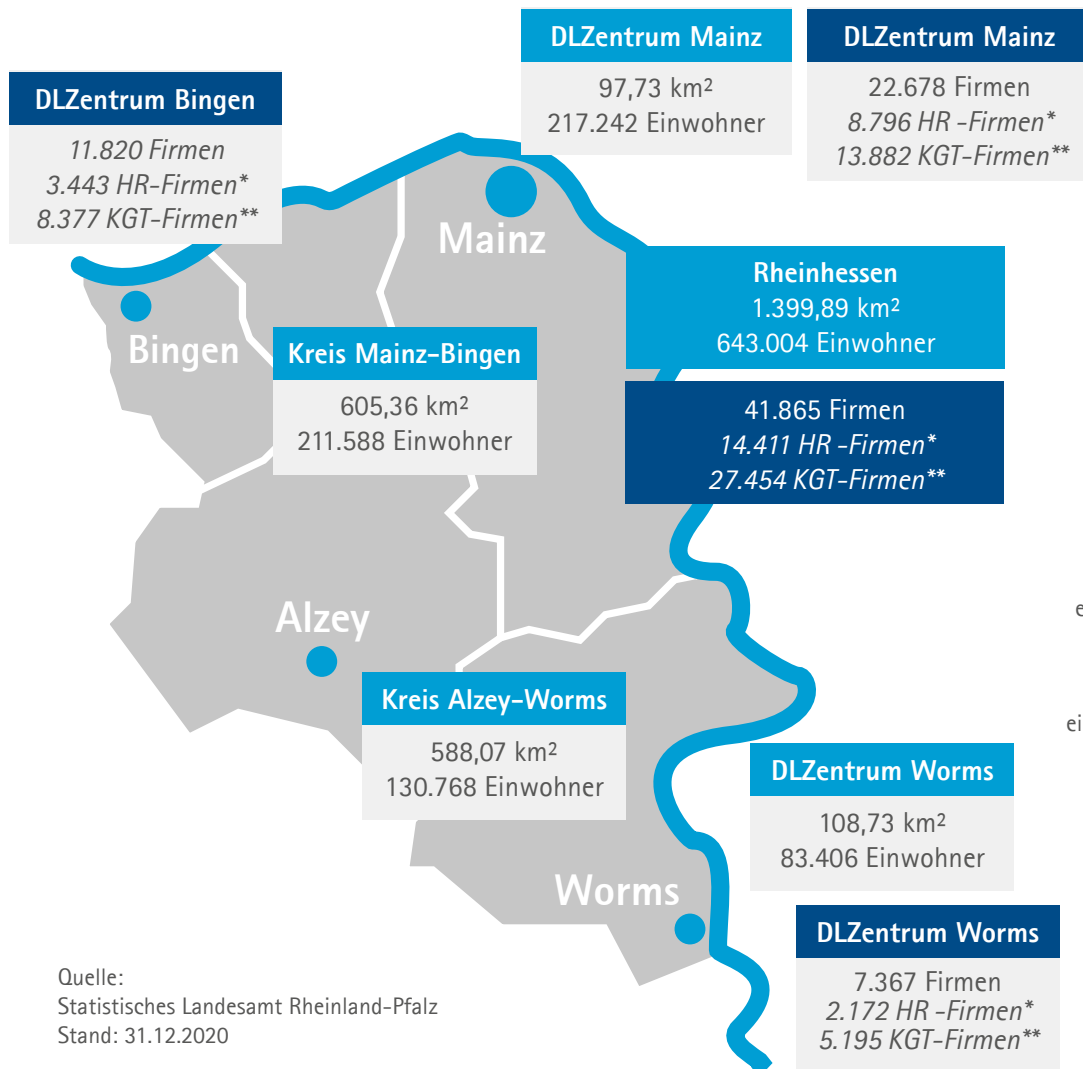 DLZentrum Mainz
97,73 km²
217.242 Einwohner
DLZentrum Mainz
22.678 Firmen
8.796 HR -Firmen*
13.882 KGT-Firmen**
DLZentrum Bingen
11.820 Firmen
3.443 HR-Firmen*
8.377 KGT-Firmen**
Mainz
Rheinhessen
1.399,89 km²
643.004 Einwohner
Bingen
Kreis Mainz-Bingen
605,36 km²
211.588 Einwohner
41.865 Firmen
14.411 HR -Firmen*
27.454 KGT-Firmen**
Alzey
e
Kreis Alzey-Worms
588,07 km²
130.768 Einwohner
ei
DLZentrum Worms
108,73 km²
83.406 Einwohner
Worms
DLZentrum Worms
7.367 Firmen
2.172 HR -Firmen*
5.195 KGT-Firmen**
Quelle:
Statistisches Landesamt Rheinland-Pfalz
Stand: 31.12.2020